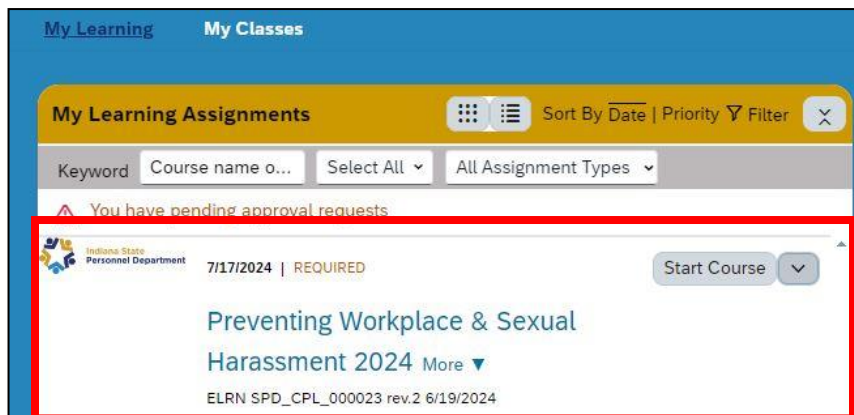 My Learning My Classes
My Learning Assignments Sort By Date | Priority Filter
Keyword Course name o... Select All All Assignment Types
You have pending approval requests
Indiana State
Personnel Department
7/17/2024 | REQUIRED Start Course
Preventing Workplace & Sexual
Harassment 2024 More ▼
ELRN SPD_CPL_000023 rev.2 6/19/2024